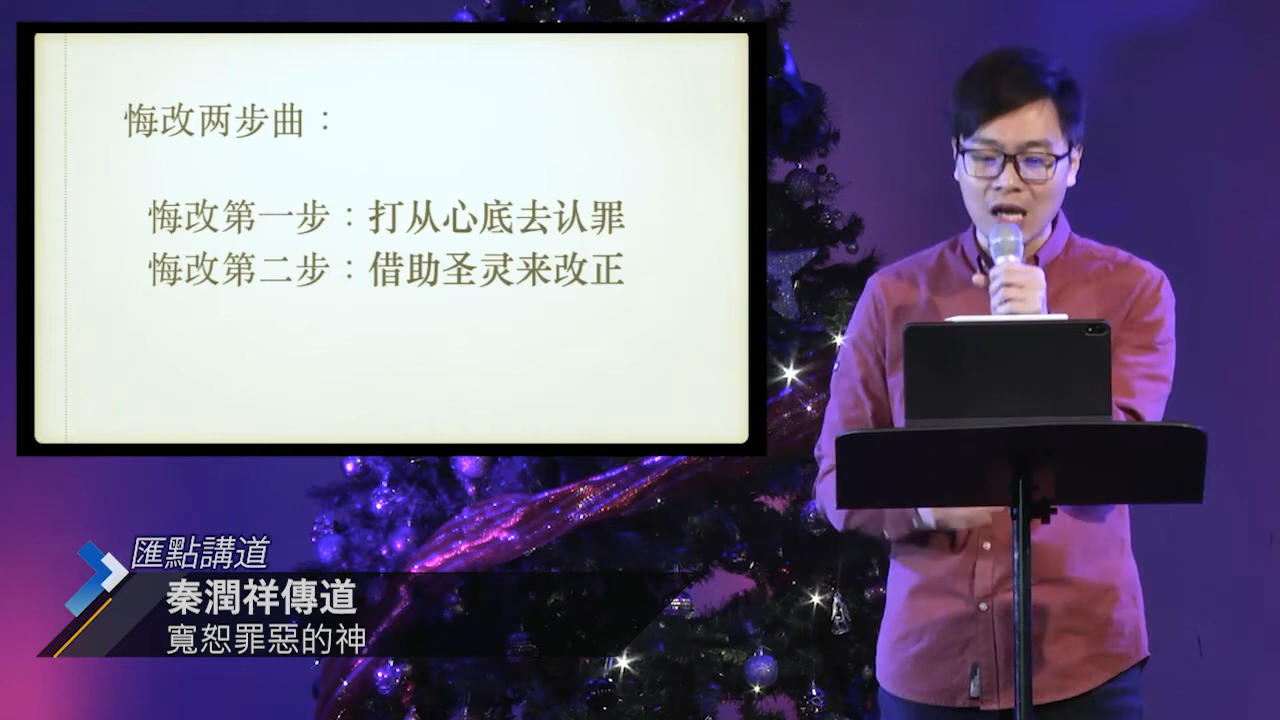 悔改两步曲：
悔改第一步：打从心底去认罪
悔改第二步：借助圣灵来改正
匯點講道
秦潤祥傳道
寬恕罪惡的神